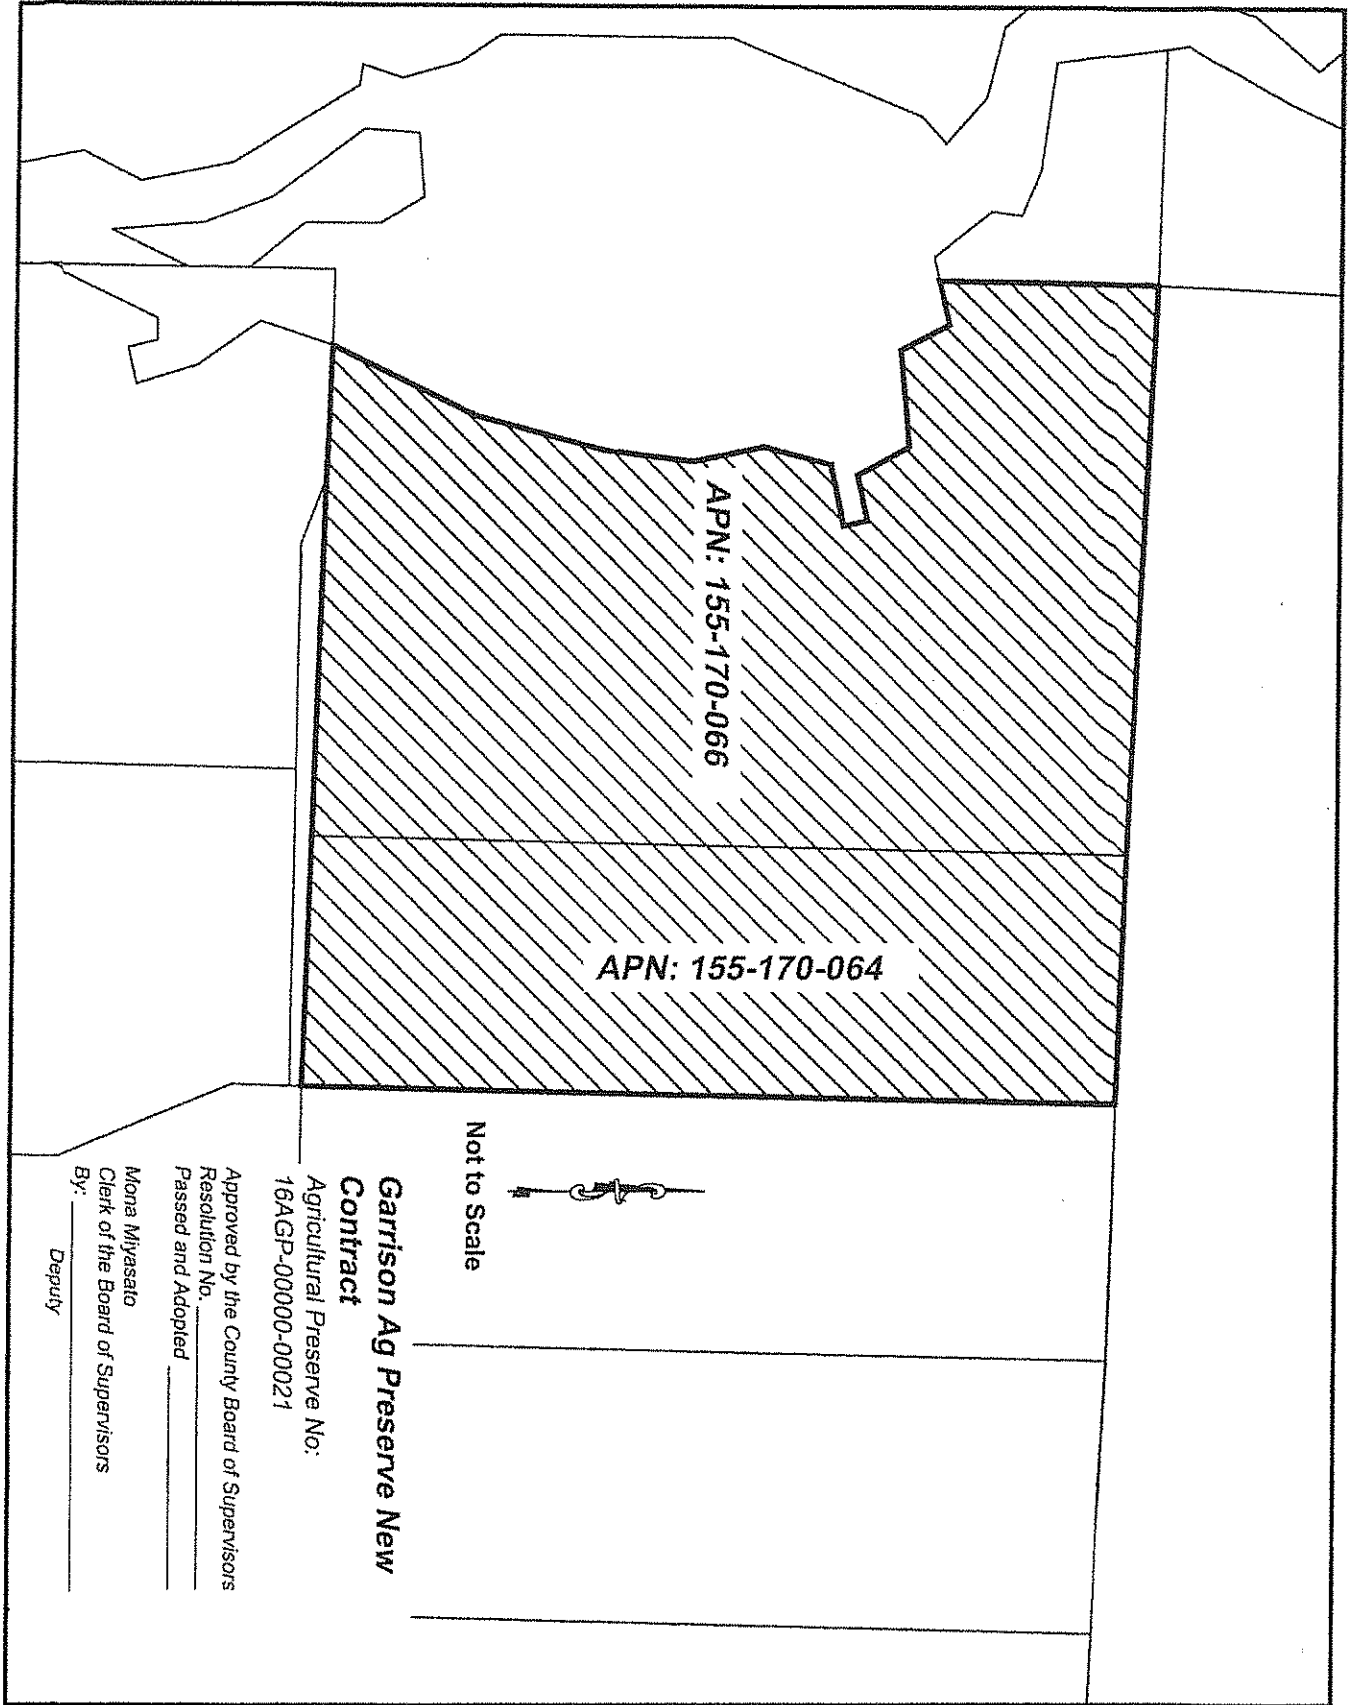 APN: 155-170-066
APN: 155-170-064
Not to Scale
Garrison Ag Preserve New
Contract
Agricultural Preserve No:
16AGP-00000-00021
Approved by the County Board of Supervisors
Resolution No.
Passed and Adopted
Mona Miyasato
Clerk of the Board of Supervisors
By:
Deputy